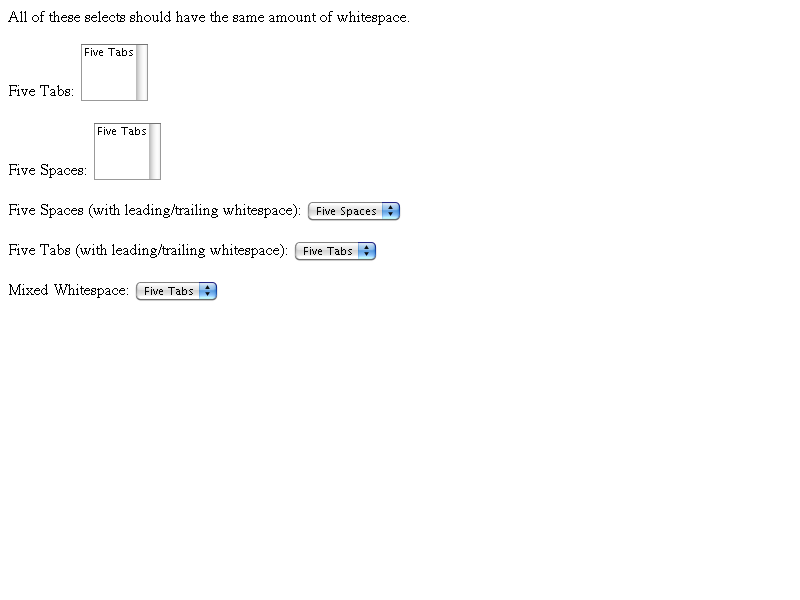 All of these selects should have the same amount of whitespace.
Five Tabs: Five Tabs
Five Spaces: Five Tabs
Five Spaces (with leading/trailing whitespace): Five Spaces
Five Tabs (with leading/trailing whitespace): Five Tabs
Mixed Whitespace: Five Tabs